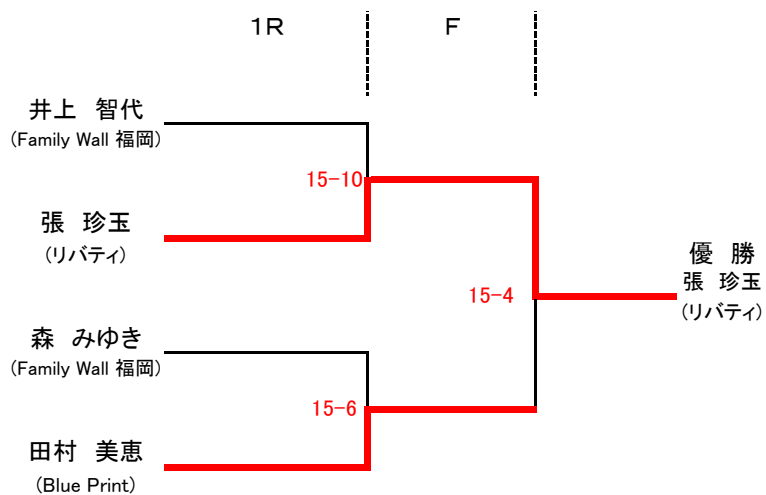 1R
F
井上　智代
(Family Wall 福岡)
15-10
張　珍玉
(リバティ)
優　勝
張　珍玉
(リバティ)
15-4
森　みゆき
(Family Wall 福岡)
15-6
田村　美恵
(Blue Print)